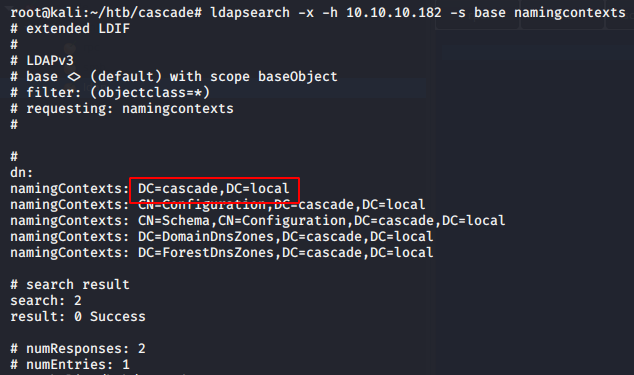 root@kali:~/htb/cascade# ldapsearch -x -h 10.10.10.182 -s base namingcontexts
# extended LDIF
#
# LDAPv3
# base <> (default) with scope baseObject
# filter: (objectclass=*)
# requesting: namingcontexts
#
#
dn:
namingContexts: DC=cascade,DC=local
namingContexts: CN=Configuration,DC=cascade,DC=local
namingContexts: CN=Schema,CN=Configuration,DC=cascade,DC=local
namingContexts: DC=DomainDnsZones,DC=cascade,DC=local
namingContexts: DC=ForestDnsZones,DC=cascade,DC=local
# search result
search: 2
result: 0 Success
# numResponses: 2
# numEntries: 1